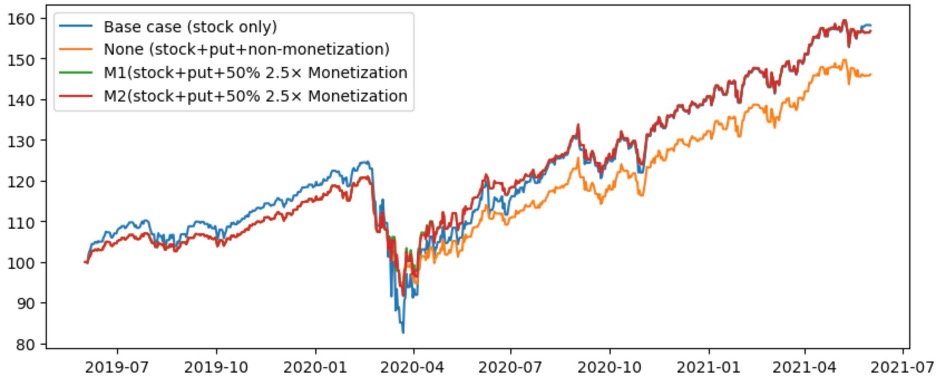 160
150
140
130
120
110
100
90
80
Base case (stock only)
None (stock+put+non-monetization)
M1(stock+put+50% 2.5× Monetization
M2(stock+put+50% 2.5× Monetization
2019-07 2019-10 2020-01 2020-04 2020-07 2020-10 2021-01 2021-04 2021-07